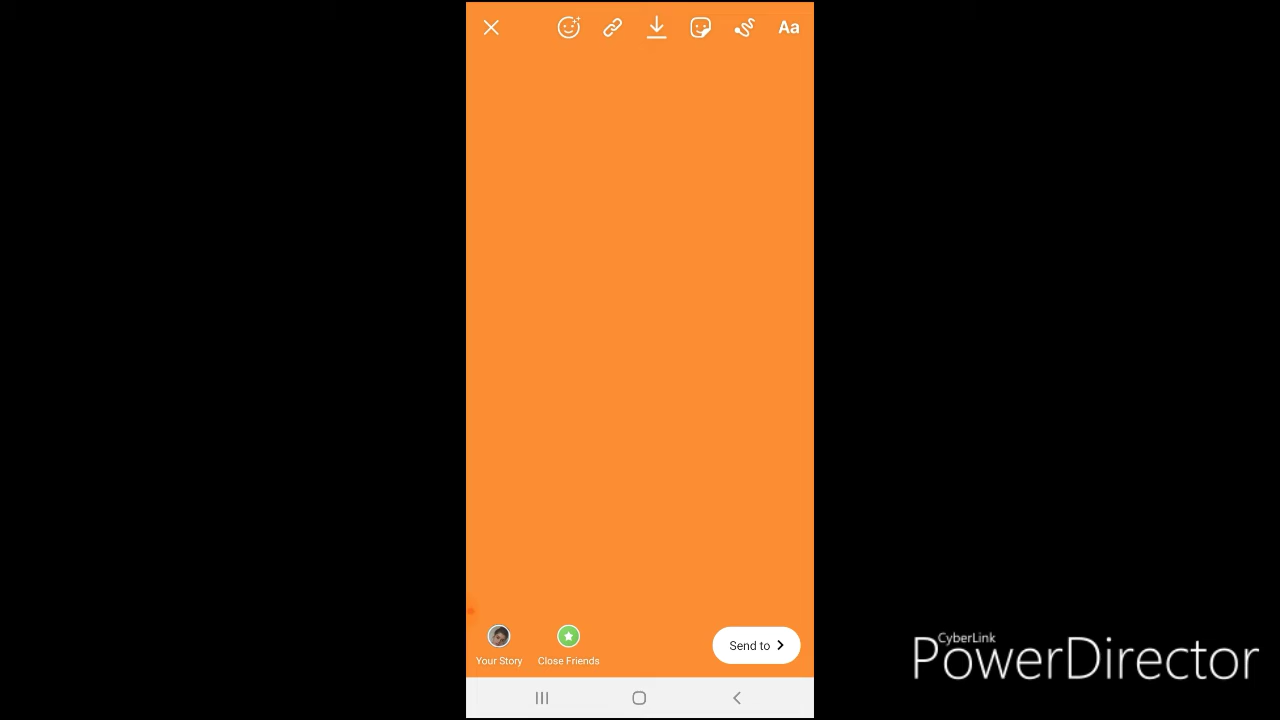 Aa
Your Story
Close Friends
Send to
CyberLink
PowerDirector